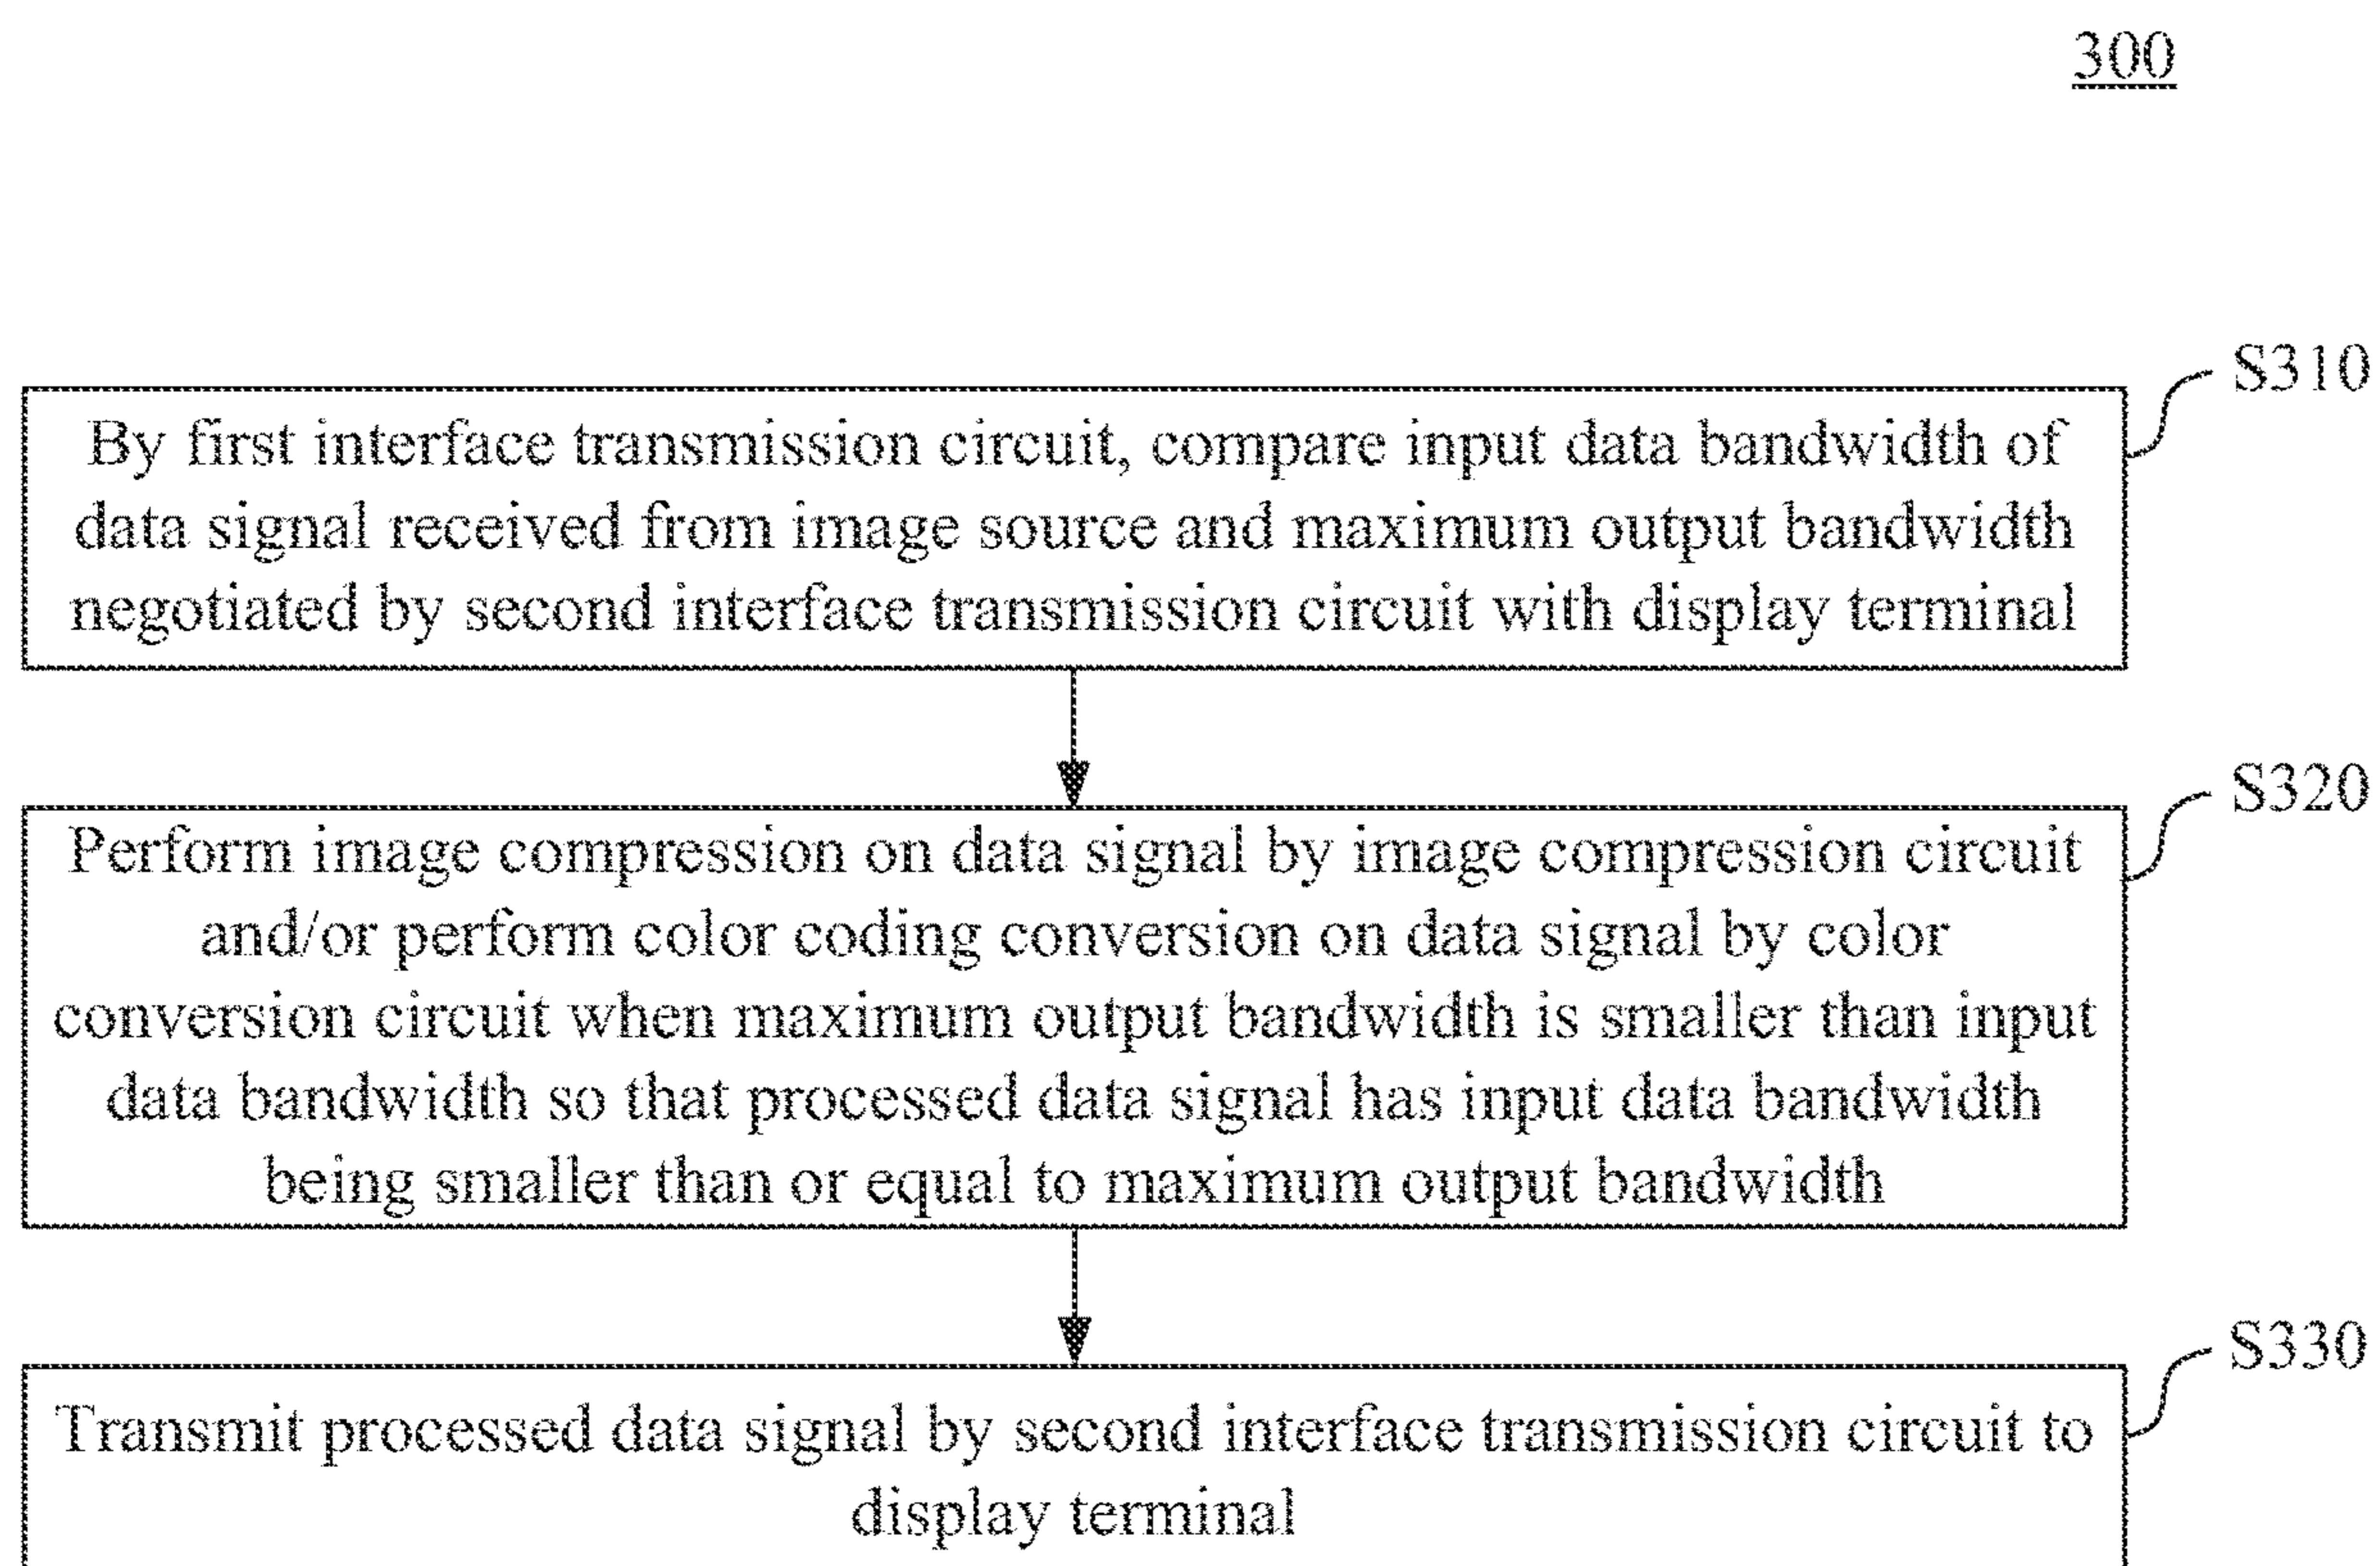 300
S310
By first interface transmission circuit, compare input data bandwidth of
data signal received from image source and maximum output bandwidth
negotiated by second interface transmission circuit with display terminal
S320
Perform image compression on data signal by image compression circuit
and/or perform color coding conversion on data signal by color
conversion circuit when maximum output bandwidth is smaller than input
data bandwidth so that processed data signal has input data bandwidth
being smaller than or equal to maximum output bandwidth
S330
Transmit processed data signal by second interface transmission circuit to
display terminal